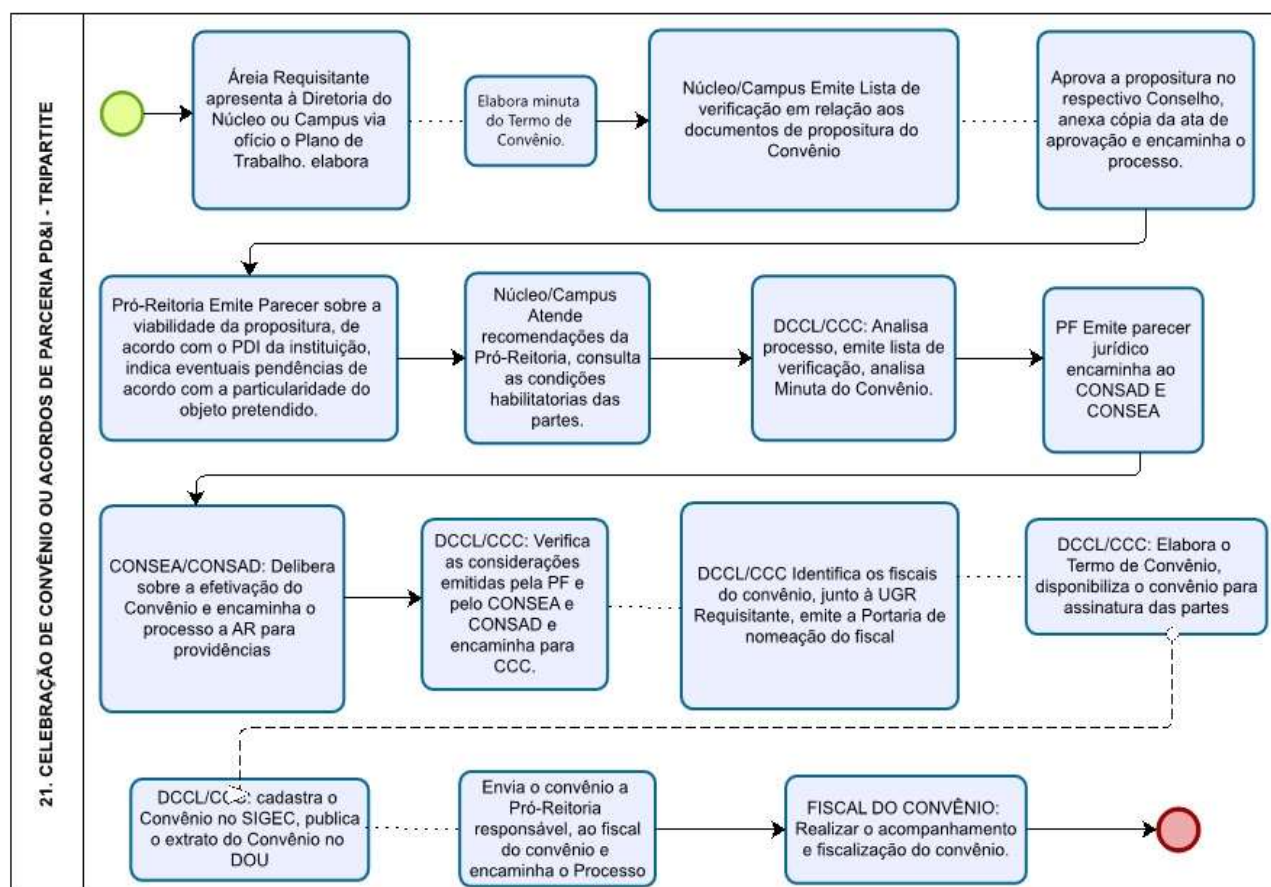 21. CELEBRAÇÃO DE CONVÊNIO OU ACORDOS DE PARCERIA PD&I - TRIPARTITE
Áreia Requisitante
apresenta à Diretoria do
Núcleo ou Campus via
ofício o Plano de
Trabalho. elabora
Elabora minuta
do Termo de
Convênio.
Núcleo/Campus Emite Lista de
verificação em relação aos
documentos de propositura do
Convênio
Aprova a propositura no
respectivo Conselho,
anexa cópia da ata de
aprovação e encaminha o
processo.
Pró-Reitoria Emite Parecer sobre a
viabilidade da propositura, de
acordo com o PDI da instituição,
indica eventuais pendências de
acordo com a particularidade do
objeto pretendido.
Núcleo/Campus
Atende
recomendações da
Pró-Reitoria, consulta
as condições
habilitatorias das
partes.
DCCL/CCC: Analisa
processo, emite lista de
verificação, analisa
Minuta do Convênio.
PF Emite parecer
jurídico
encaminha ao
CONSAD E
CONSEA
CONSEA/CONSAD: Delibera
sobre a efetivação do
Convênio e encaminha o
processo a AR para
providências
DCCL/CCC: Verifica
as considerações
emitidas pela PF e
pelo CONSEA e
CONSAD e
encaminha para
CCC.
DCCL/CCC Identifica os fiscais
do convênio, junto à UGR
Requisitante, emite a Portaria de
nomeação do fiscal
DCCL/CCC: Elabora o
Termo de Convênio,
disponibiliza o convênio para
assinatura das partes
DCCL/CCC: cadastra o
Convênio no SIGEC, publica
o extrato do Convênio no
DOU
Envia o convênio a
Pró-Reitoria
responsável, ao fiscal
do convênio e
encaminha o Processo
FISCAL DO CONVÊNIO:
Realizar o acompanhamento
e fiscalização do convênio.